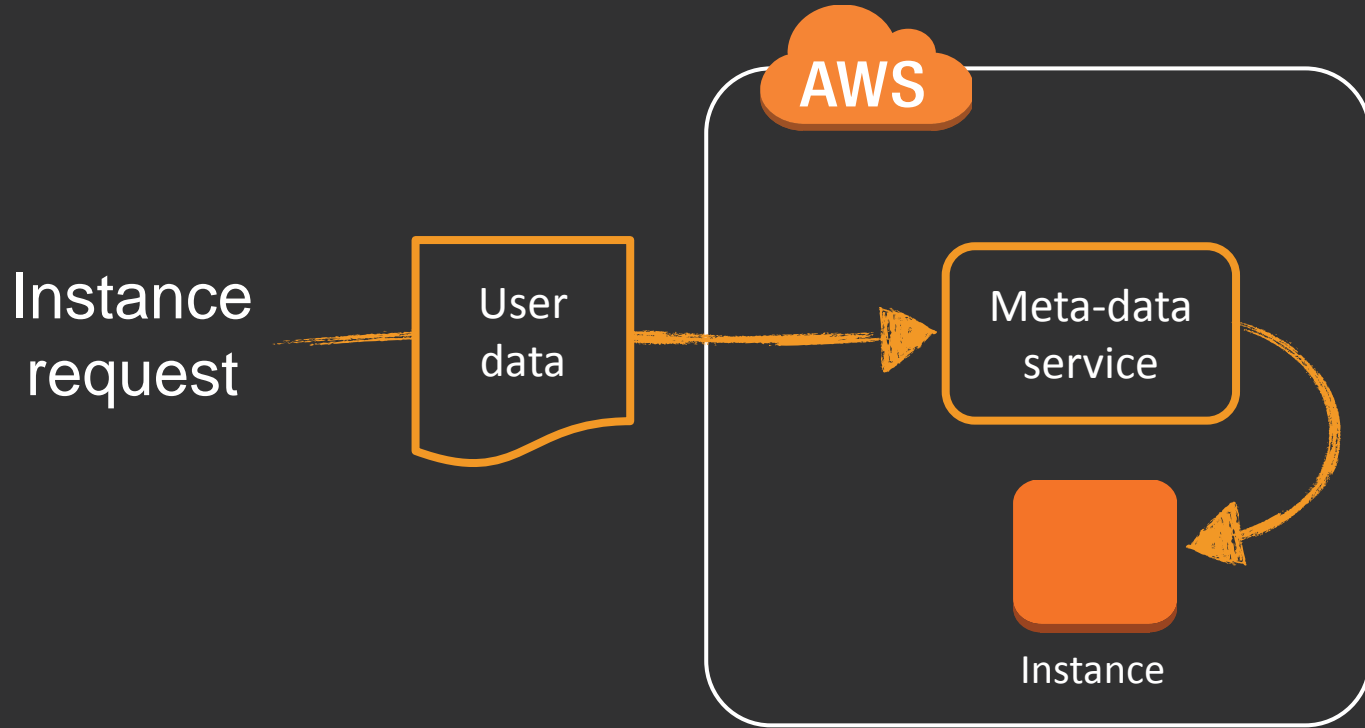 AWS
Instance
request
User
data
Meta-data
service
Instance